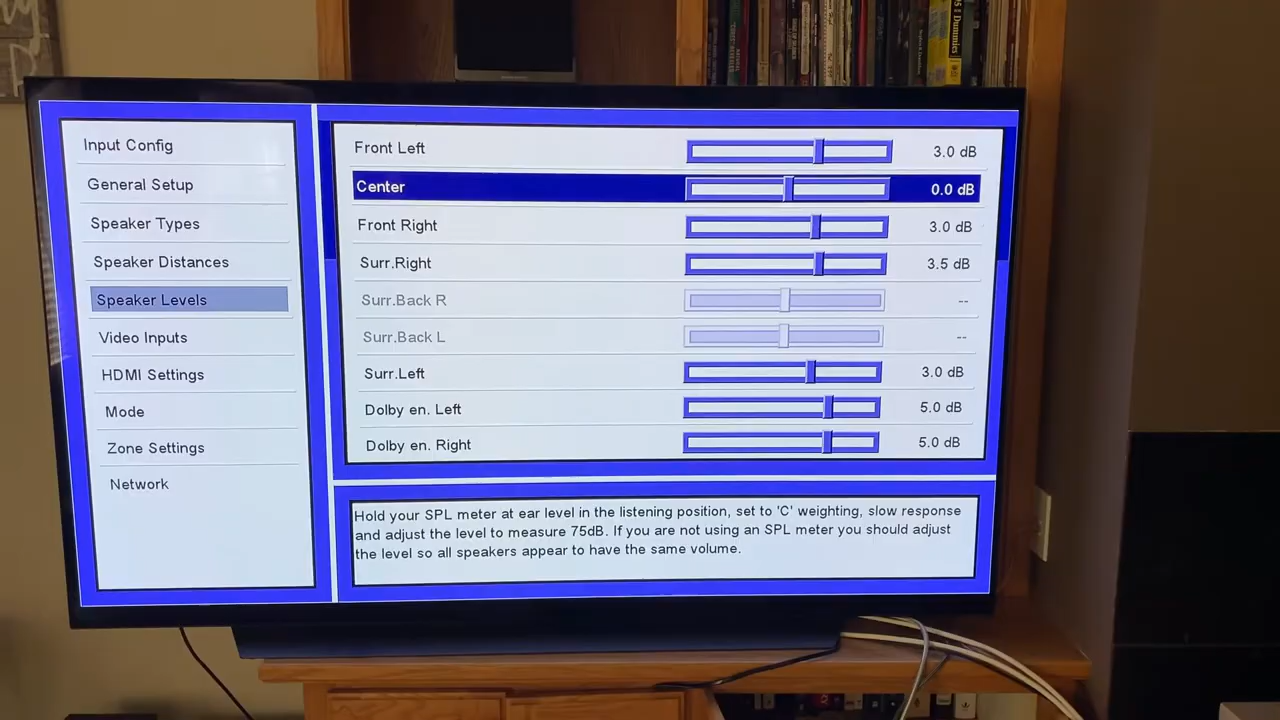 Input Config
General Setup
Speaker Types
Speaker Distances
Speaker Levels
Video Inputs
HDMI Settings
Mode
Zone Settings
Network
Front Left 3.0 dB
Center 0.0 dB
Front Right 3.0 dB
Surr.Right 3.5 dB
Surr.Back R --
Surr.Back L --
Surr.Left 3.0 dB
Dolby en. Left 5.0 dB
Dolby en. Right 5.0 dB
Hold your SPL meter at ear level in the listening position, set to 'C' weighting, slow response
and adjust the level to measure 75dB. If you are not using an SPL meter you should adjust
the level so all speakers appear to have the same volume.
Dummies